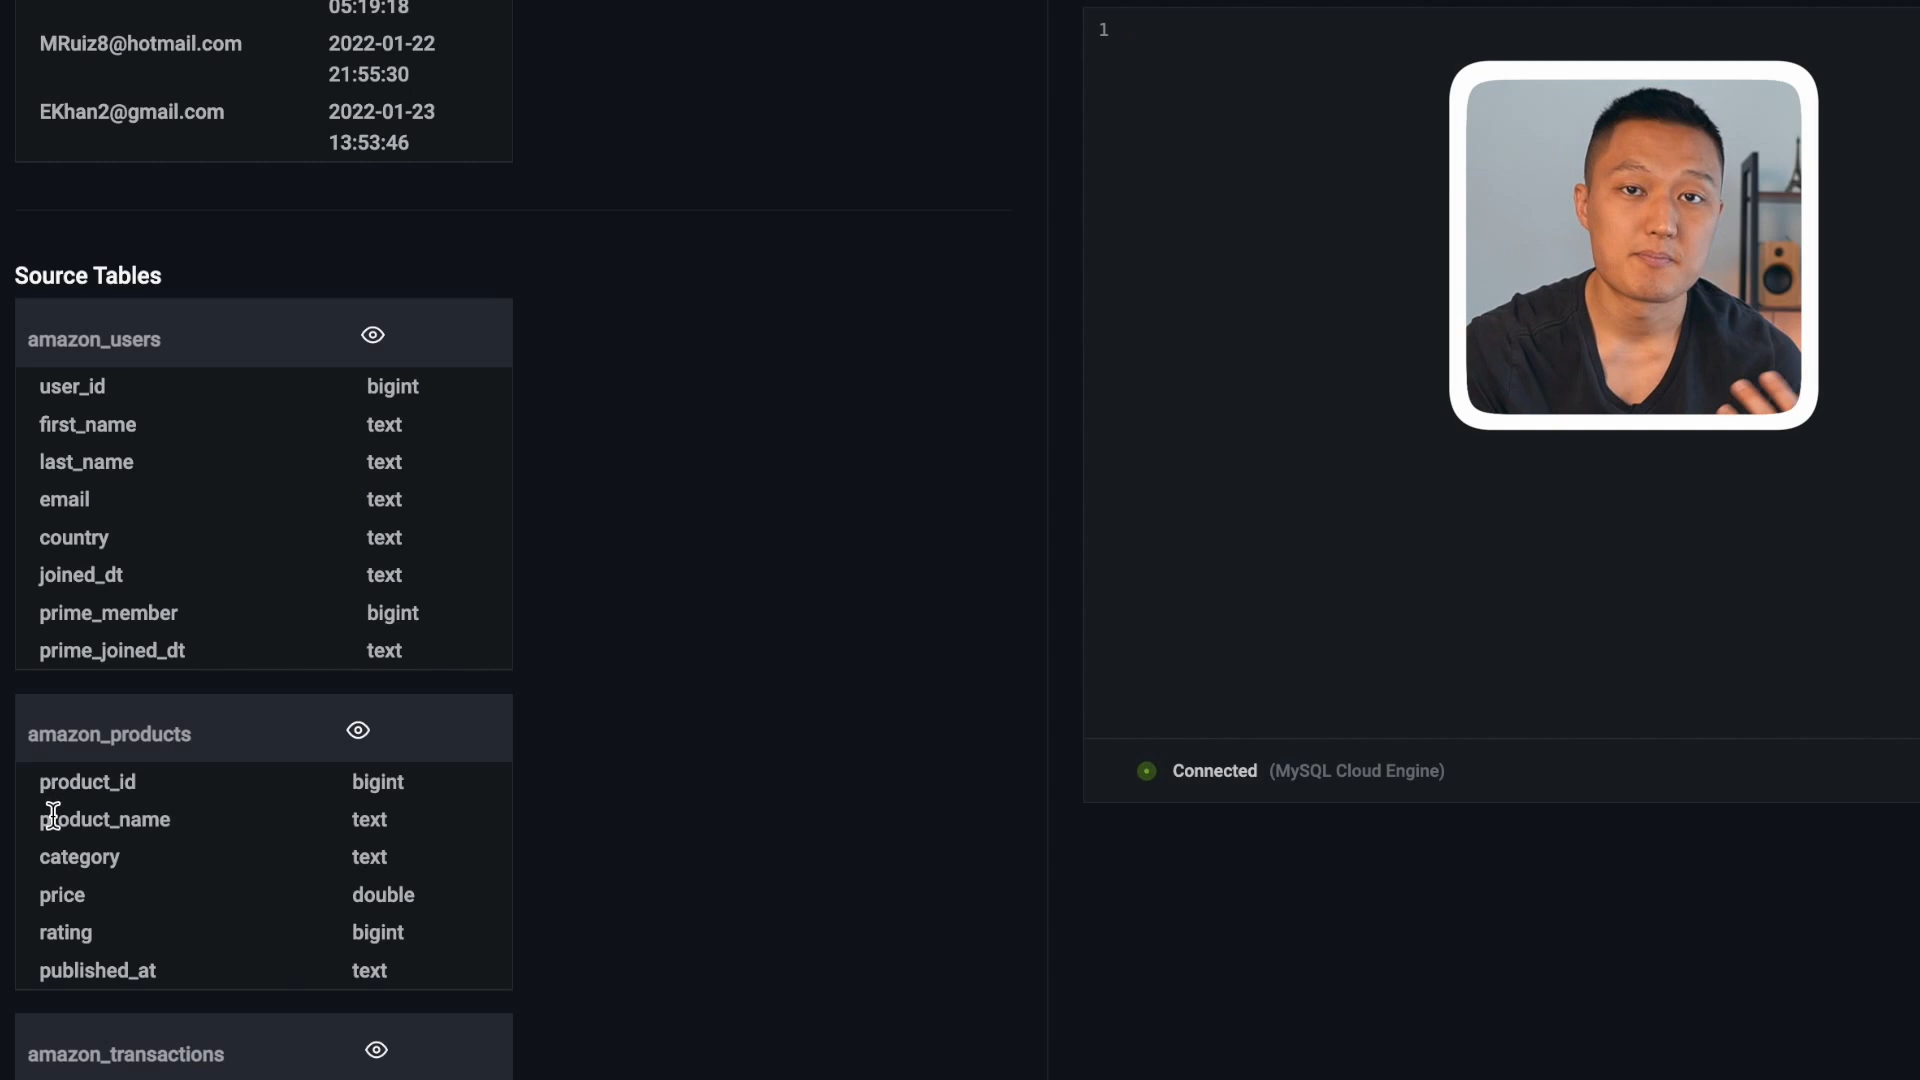 05:19:18
MRuiz8@hotmail.com 2022-01-22
21:55:30
EKhan2@gmail.com 2022-01-23
13:53:46
Source Tables
amazon_users
user_id bigint
first_name text
last_name text
email text
country text
joined_dt text
prime_member bigint
prime_joined_dt text
amazon_products
product_id bigint
product_name text
category text
price double
rating bigint
published_at text
amazon_transactions
1
Connected (MySQL Cloud Engine)